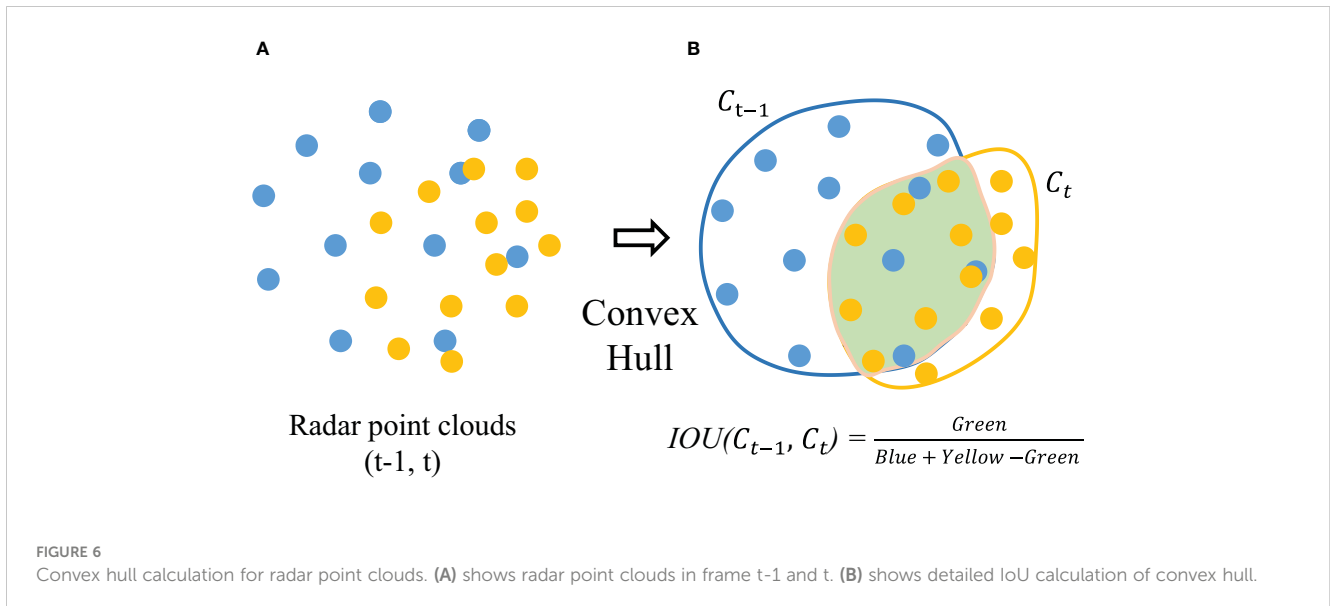 A
B
C_{t-1}
C_t
Convex
Hull
Radar point clouds
(t-1, t)
IOU(C_{t-1}, C_t) = \frac{Green}{Blue + Yellow −Green}
FIGURE 6
Convex hull calculation for radar point clouds. (A) shows radar point clouds in frame t-1 and t. (B) shows detailed IoU calculation of convex hull.